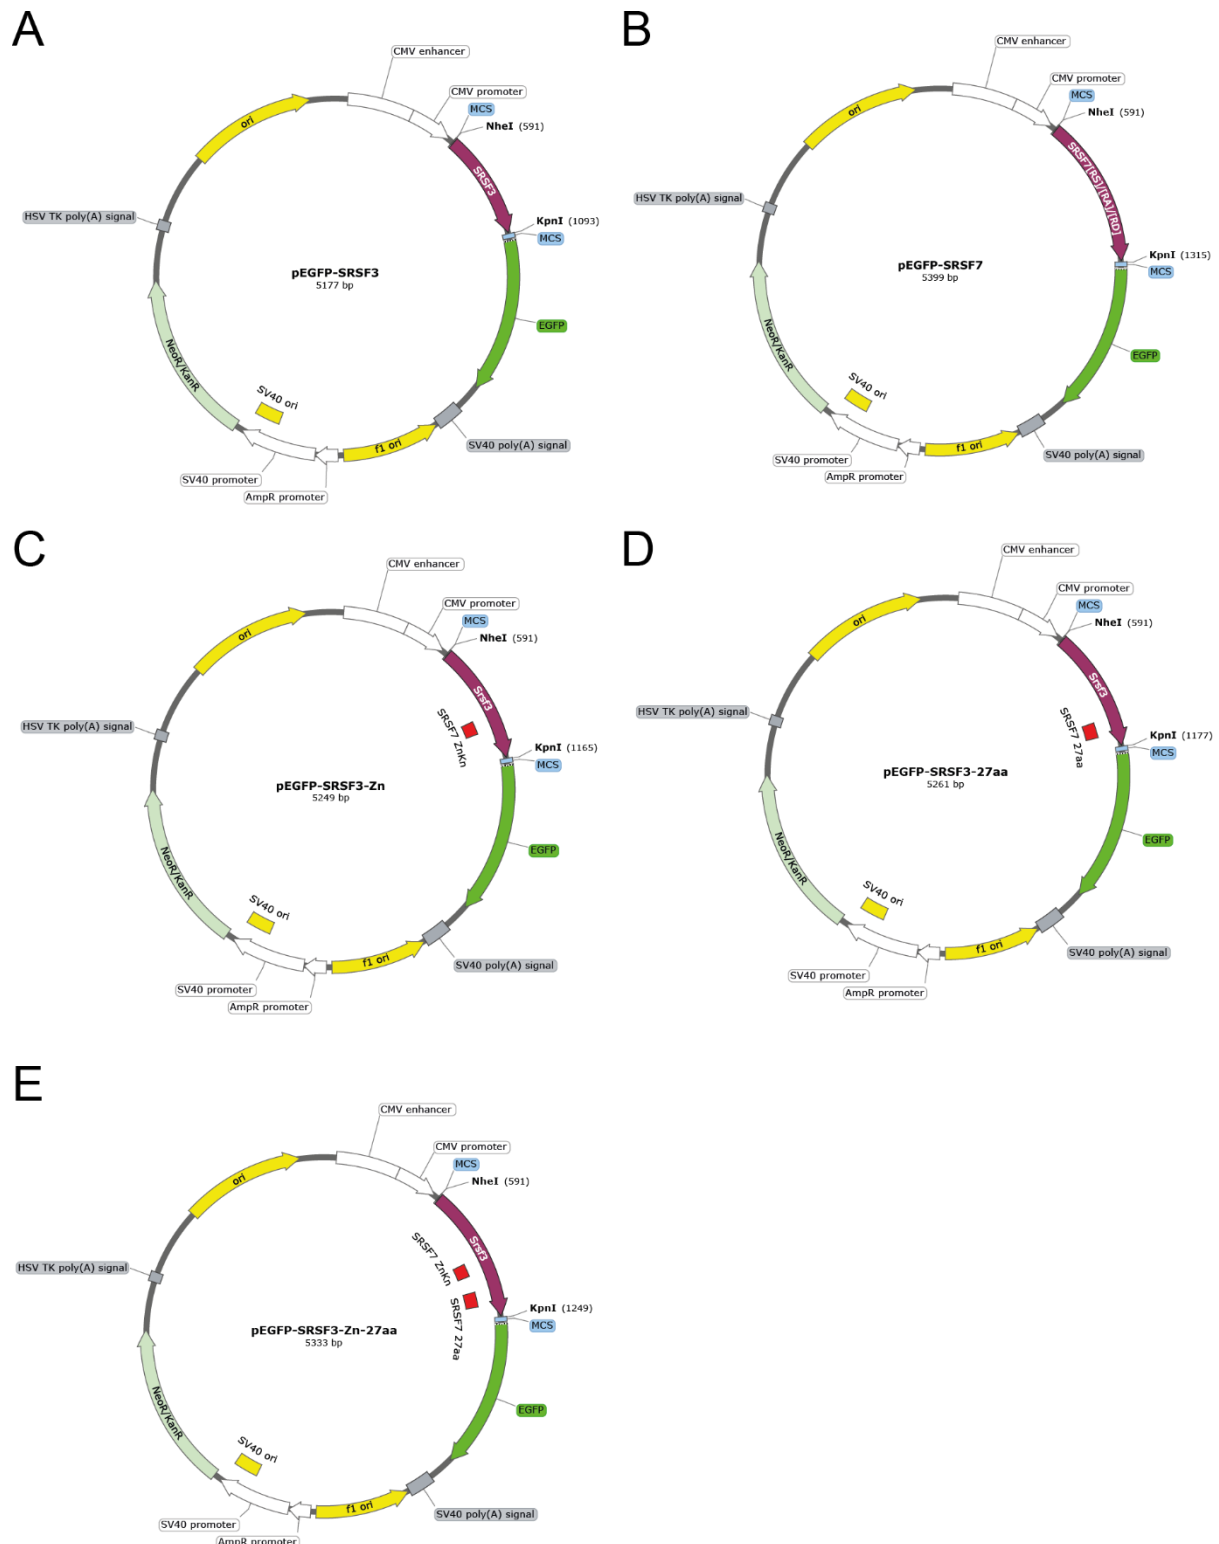 A
CMV enhancer
CMV promoter
MCS
NheI (591)
ori
SRSF3
HSV TK poly(A) signal
KpnI (1093)
MCS
pEGFP-SRSF3
5177 bp
EGFP
NeoR/KanR
SV40 ori
f1 ori
SV40 poly(A) signal
SV40 promoter
AmpR promoter
B
CMV enhancer
CMV promoter
MCS
NheI (591)
ori
SRSF7[RS]/[RA]/[RD]
HSV TK poly(A) signal
KpnI (1315)
MCS
pEGFP-SRSF7
5399 bp
EGFP
NeoR/KanR
SV40 ori
f1 ori
SV40 poly(A) signal
SV40 promoter
AmpR promoter
C
CMV enhancer
CMV promoter
MCS
NheI (591)
ori
Srsf3
SRSF7 ZnKn
HSV TK poly(A) signal
KpnI (1165)
MCS
pEGFP-SRSF3-Zn
5249 bp
EGFP
NeoR/KanR
SV40 ori
f1 ori
SV40 poly(A) signal
SV40 promoter
AmpR promoter
D
CMV enhancer
CMV promoter
MCS
NheI (591)
ori
Srsf3
SRSF7 27aa
HSV TK poly(A) signal
KpnI (1177)
MCS
pEGFP-SRSF3-27aa
5261 bp
EGFP
NeoR/KanR
SV40 ori
f1 ori
SV40 poly(A) signal
SV40 promoter
AmpR promoter
E
CMV enhancer
CMV promoter
MCS
NheI (591)
ori
Srsf3
SRSF7 ZnKn
SRSF7 27aa
HSV TK poly(A) signal
KpnI (1249)
MCS
pEGFP-SRSF3-Zn-27aa
5333 bp
EGFP
NeoR/KanR
SV40 ori
f1 ori
SV40 poly(A) signal
SV40 promoter
AmpR promoter